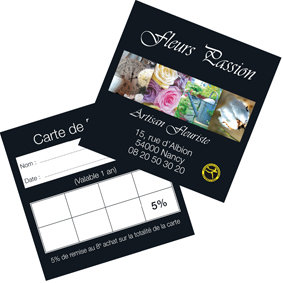 Fleurs Passion
Artisan Fleuriste
15, rue d'Albion
54000 Nancy
08 20 50 30 20
Carte de
Nom :
Date :
(Valable 1 an)
5%
5% de remise au 8e achat sur la totalité de la carte